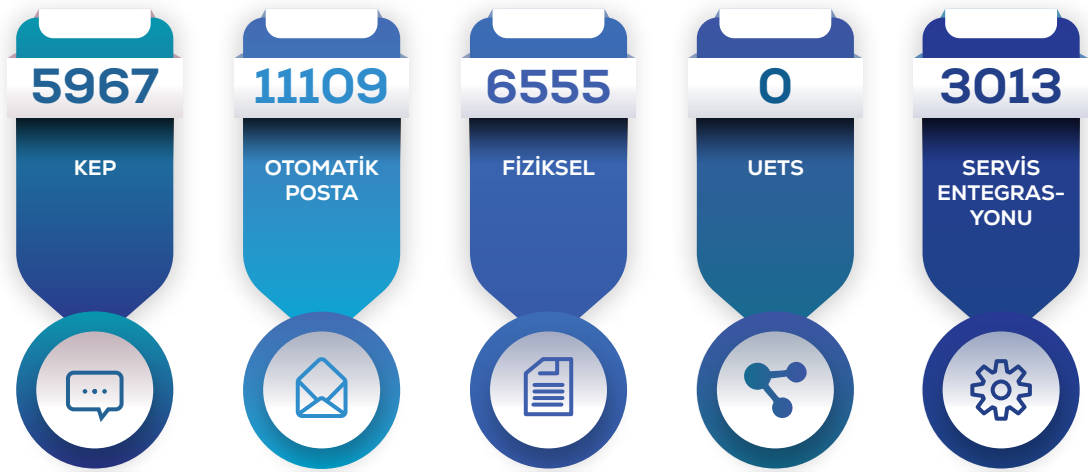 5967
KEP
11109
OTOMATİK
POSTA
6555
FİZİKSEL
0
UETS
3013
SERVİS
ENTEGRAS-
YONU